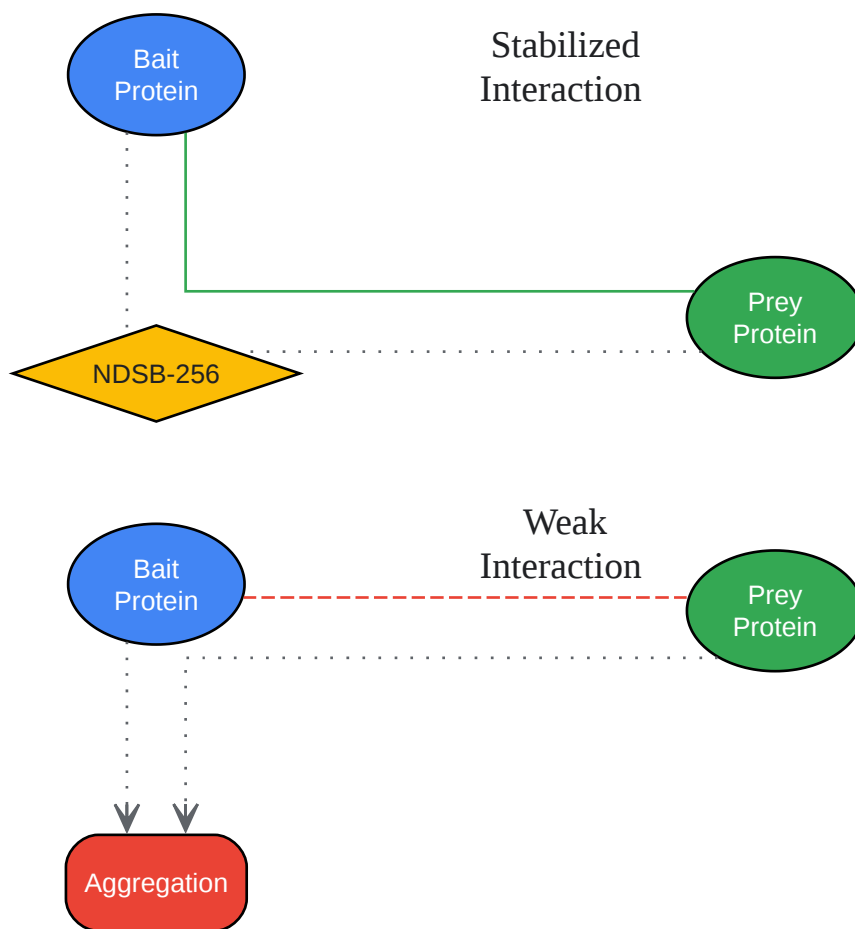 Bait
Protein
Stabilized
Interaction
Prey
Protein
NDSB-256
Weak
Interaction
Bait
Protein
Prey
Protein
Aggregation